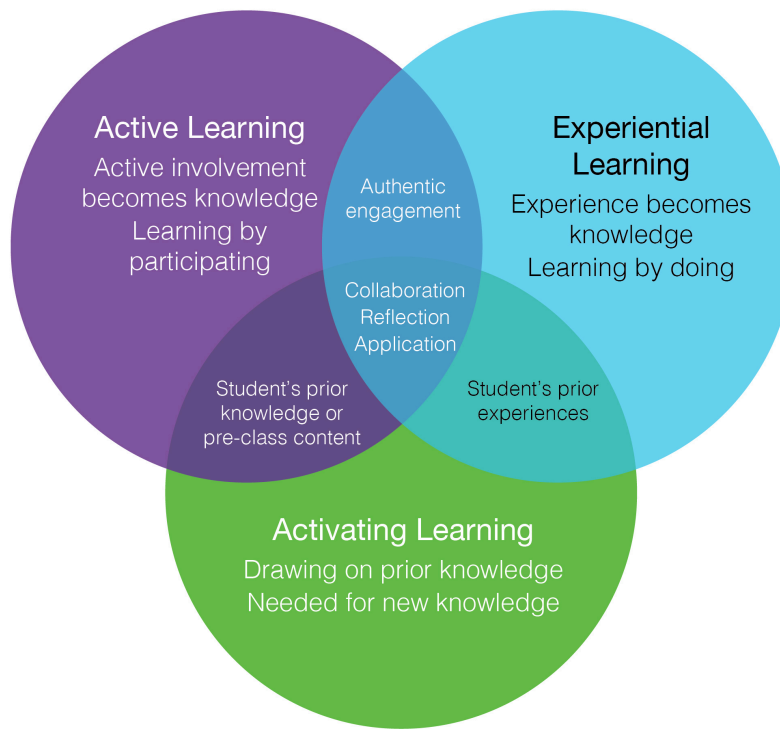 Active Learning
Active involvement
becomes knowledge
Learning by
participating
Authentic
engagement
Experiential
Learning
Experience becomes
knowledge
Learning by doing
Collaboration
Reflection
Application
Student's prior
knowledge or
pre-class content
Student's prior
experiences
Activating Learning
Drawing on prior knowledge
Needed for new knowledge